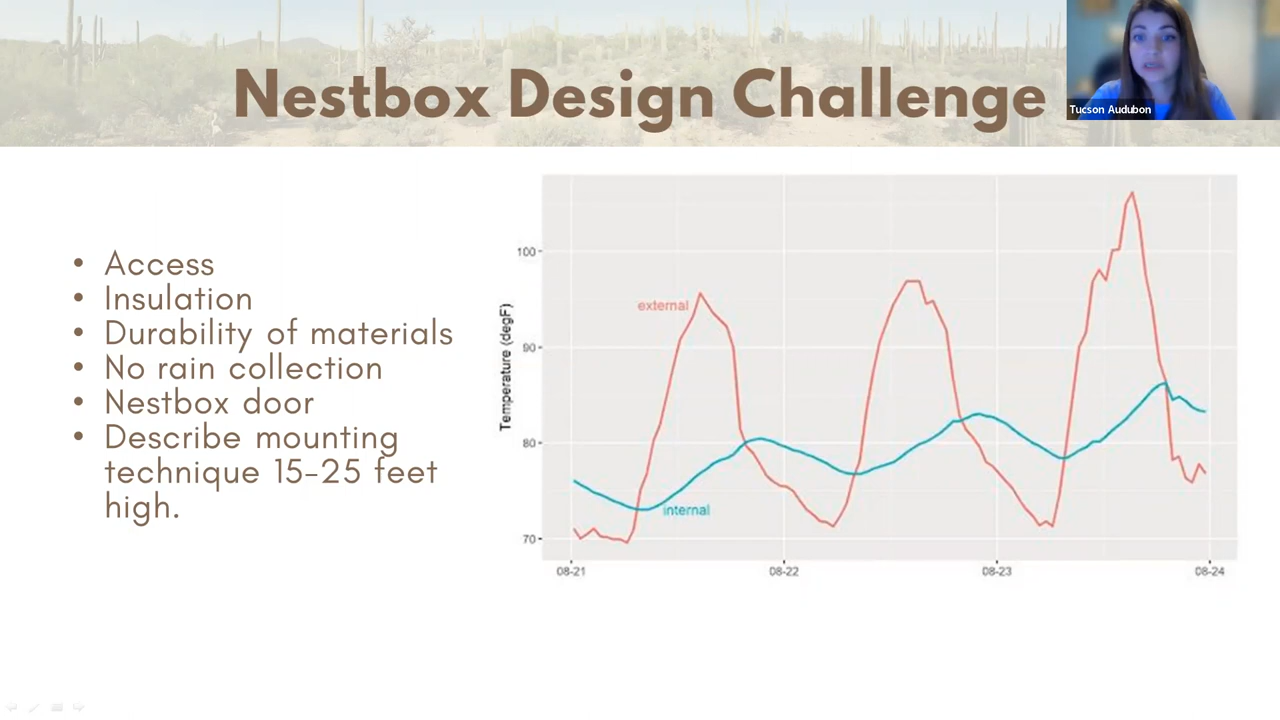 Nestbox Design Challenge
Tucson Audubon
• Access
• Insulation
• Durability of materials
• No rain collection
• Nestbox door
• Describe mounting
technique 15-25 feet
high.
Temperature (degF)
100
90
80
70
external
internal
08-21
08-22
08-23
08-24